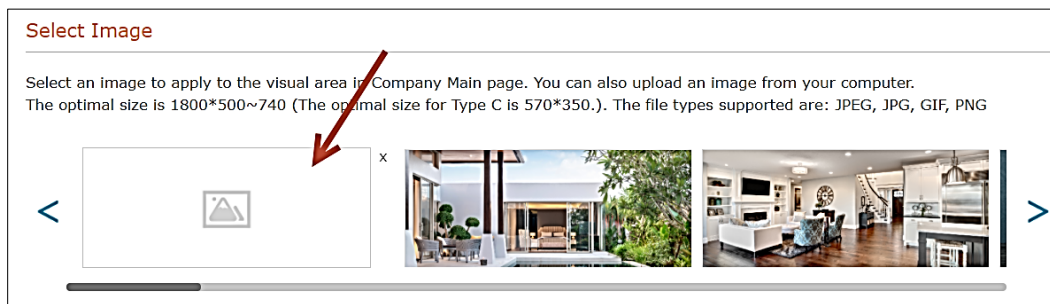 Select Image
Select an image to apply to the visual area in Company Main page. You can also upload an image from your computer.
The optimal size is 1800*500~740 (The optimal size for Type C is 570*350.). The file types supported are: JPEG, JPG, GIF, PNG
x
< >